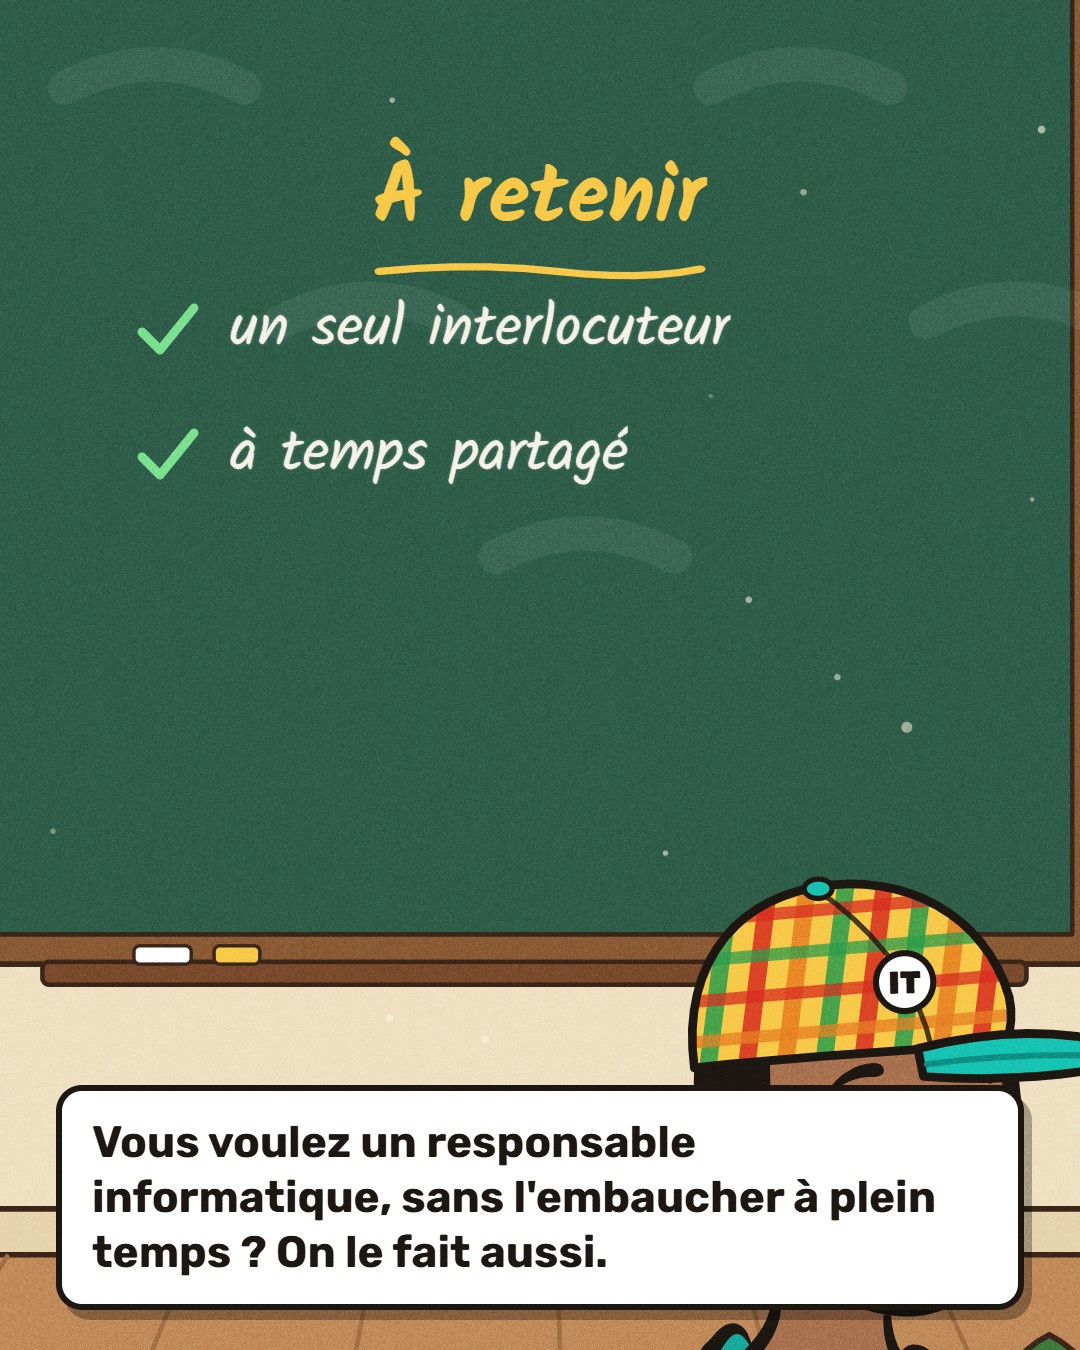 À retenir
un seul interlocuteur
à temps partagé
IT
Vous voulez un responsable
informatique, sans l'embaucher à plein
temps ? On le fait aussi.